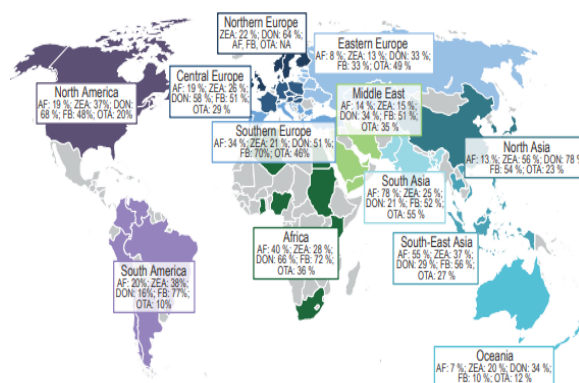 Northern Europe
ZEA: 22 %; DON: 64 %;
AF, FB, OTA: NA
Eastern Europe
AF: 8 %; ZEA: 13 %; DON: 33 %;
FB: 33 %; OTA: 49 %
Central Europe
AF: 19 %; ZEA: 26 %;
DON: 58 %; FB: 51 %;
OTA: 29 %
Middle East
AF: 14 %; ZEA: 15 %;
DON: 34 %; FB: 51 %;
OTA: 35 %
North America
AF: 19 %; ZEA: 37%; DON:
68 %; FB: 48%; OTA: 20%
Southern Europe
AF: 34 %; ZEA: 21 %; DON: 51 %;
FB: 70%; OTA: 46%
North Asia
AF: 13 %; ZEA: 56 %; DON: 78 %
FB: 54 %; OTA: 23 %
South Asia
AF: 78 %; ZEA: 25 %;
DON: 21 %; FB: 52 %;
OTA: 55 %
Africa
AF: 40 %; ZEA: 28 %;
DON: 66 %; FB: 72 %;
OTA: 36 %
South-East Asia
AF: 55 %; ZEA: 37 %;
DON: 29 %; FB: 56 %;
OTA: 27 %
South America
AF: 20%; ZEA: 38%;
DON: 16%; FB: 77%;
OTA: 10%
Oceania
AF: 7 %; ZEA: 20 %; DON: 34 %;
FB: 10 %; OTA: 12 %